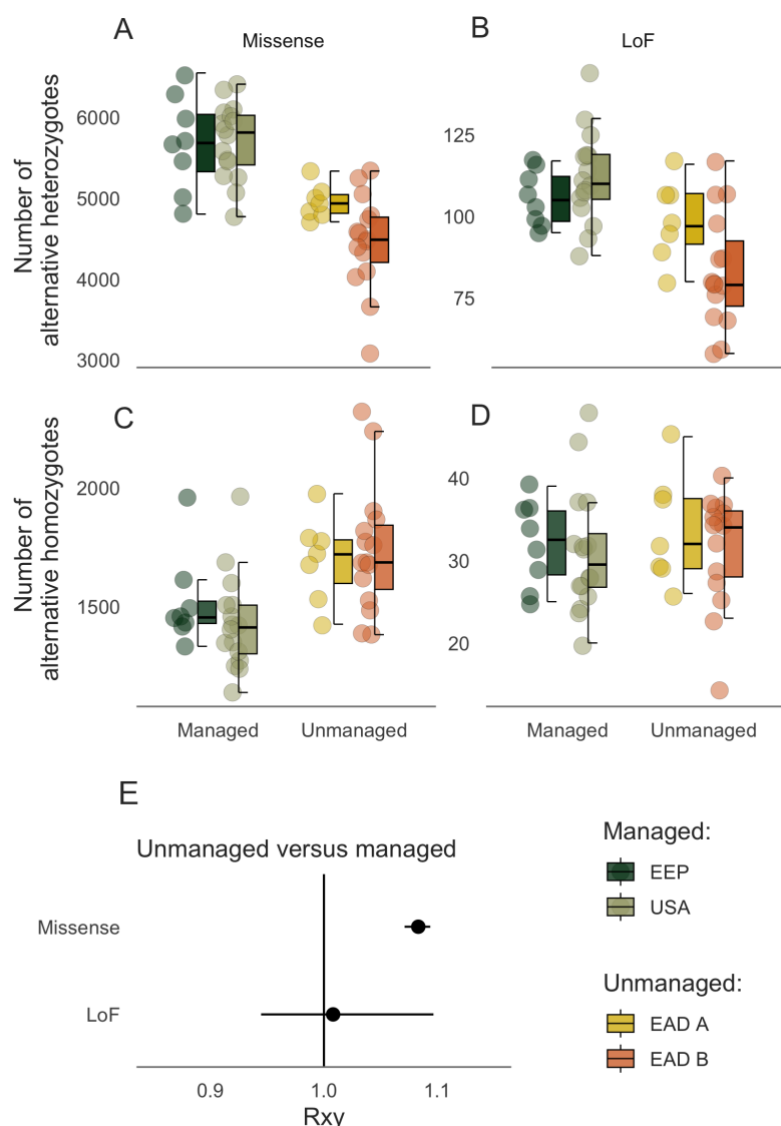 A
Missense
B
LoF
Number of
alternative heterozygotes
6000
5000
4000
3000
125
100
75
C
D
Number of
alternative homozygotes
2000
1500
40
30
20
Managed
Unmanaged
Managed
Unmanaged
E
Unmanaged versus managed
Missense
LoF
0.9
1.0
1.1
Rxy
Managed:
EEP
USA
Unmanaged:
EAD A
EAD B